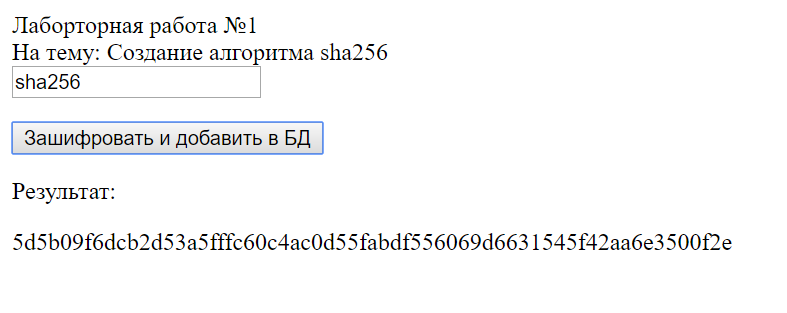 Лаборторная работа №1
На тему: Создание алгоритма sha256
sha256
Зашифровать и добавить в БД
Результат:
5d5b09f6dcb2d53a5fffc60c4ac0d55fabdf556069d6631545f42aa6e3500f2e